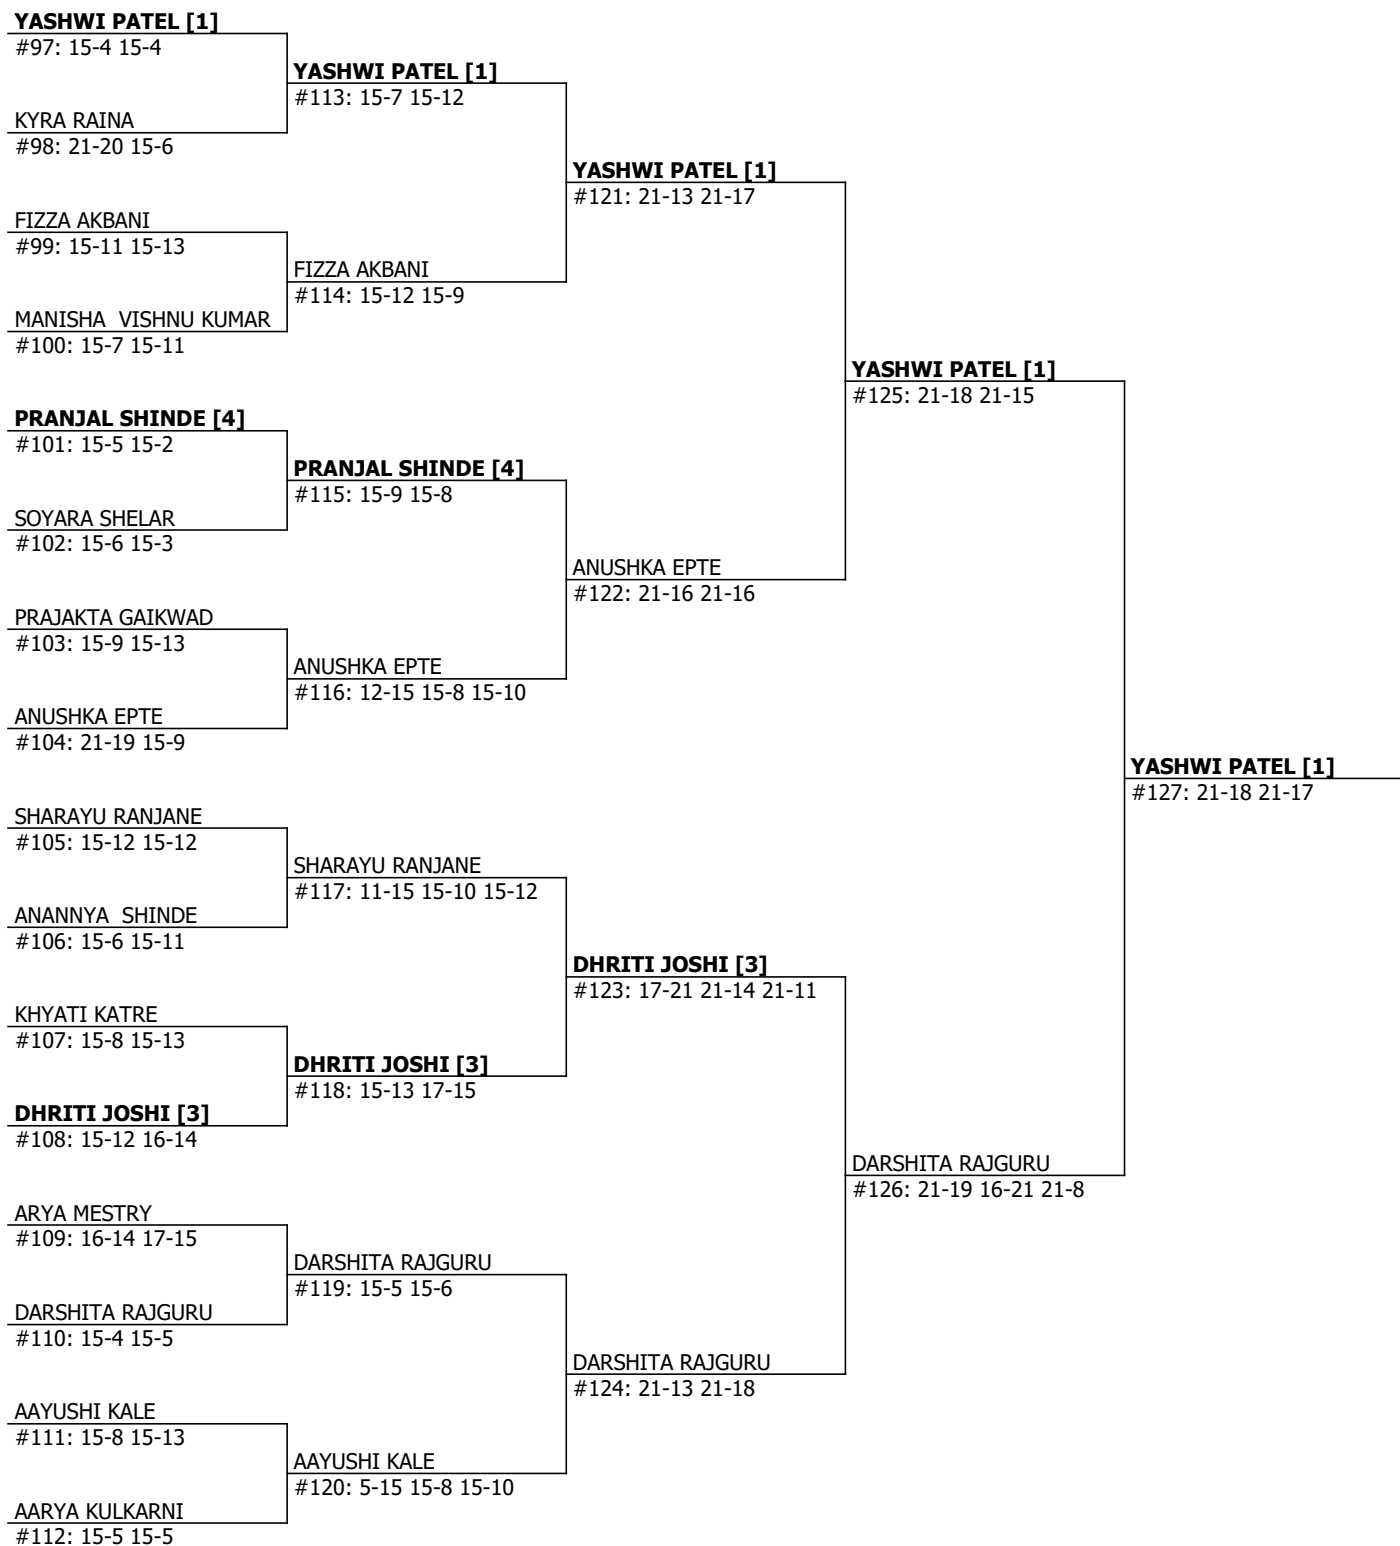 YASHWI PATEL [1]
#97: 15-4 15-4
YASHWI PATEL [1]
#113: 15-7 15-12
KYRA RAINA
#98: 21-20 15-6
YASHWI PATEL [1]
#121: 21-13 21-17
FIZZA AKBANI
#99: 15-11 15-13
FIZZA AKBANI
#114: 15-12 15-9
MANISHA  VISHNU KUMAR
#100: 15-7 15-11
YASHWI PATEL [1]
#125: 21-18 21-15
PRANJAL SHINDE [4]
#101: 15-5 15-2
PRANJAL SHINDE [4]
#115: 15-9 15-8
SOYARA SHELAR
#102: 15-6 15-3
ANUSHKA EPTE
#122: 21-16 21-16
PRAJAKTA GAIKWAD
#103: 15-9 15-13
ANUSHKA EPTE
#116: 12-15 15-8 15-10
ANUSHKA EPTE
#104: 21-19 15-9
YASHWI PATEL [1]
#127: 21-18 21-17
SHARAYU RANJANE
#105: 15-12 15-12
SHARAYU RANJANE
#117: 11-15 15-10 15-12
ANANNYA  SHINDE
#106: 15-6 15-11
DHRITI JOSHI [3]
#123: 17-21 21-14 21-11
KHYATI KATRE
#107: 15-8 15-13
DHRITI JOSHI [3]
#118: 15-13 17-15
DHRITI JOSHI [3]
#108: 15-12 16-14
DARSHITA RAJGURU
#126: 21-19 16-21 21-8
ARYA MESTRY
#109: 16-14 17-15
DARSHITA RAJGURU
#119: 15-5 15-6
DARSHITA RAJGURU
#110: 15-4 15-5
DARSHITA RAJGURU
#124: 21-13 21-18
AAYUSHI KALE
#111: 15-8 15-13
AAYUSHI KALE
#120: 5-15 15-8 15-10
AARYA KULKARNI
#112: 15-5 15-5